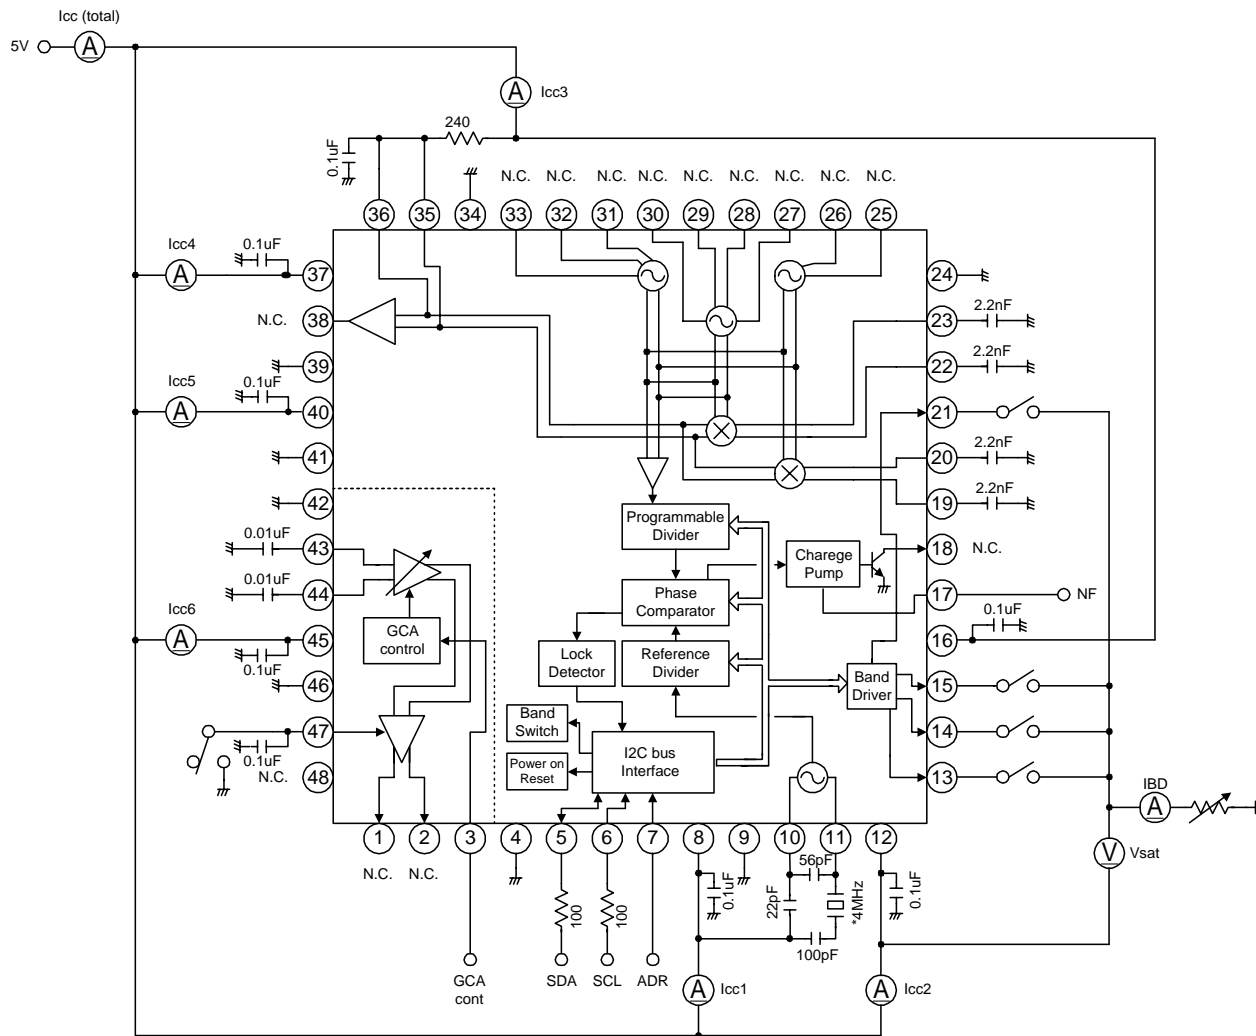 Icc (total)
5V
A
A
Icc3
240
0.1uF
N.C.
N.C.
N.C.
N.C.
N.C.
N.C.
N.C.
N.C.
N.C.
36
35
34
33
32
31
30
29
28
27
26
25
Icc4
0.1uF
A
37
24
N.C.
38
23
2.2nF
39
22
2.2nF
Icc5
0.1uF
A
40
21
41
20
2.2nF
42
19
2.2nF
Programmable
Divider
0.01uF
43
Charege
Pump
18
N.C.
0.01uF
44
Phase
Comparator
17
NF
0.1uF
Icc6
A
45
GCA
control
Lock
Detector
Reference
Divider
16
0.1uF
46
Band
Driver
15
Band
Switch
47
14
0.1uF
I2C bus
Interface
Power on
Reset
N.C.
48
13
IBD
A
1
2
3
4
5
6
7
8
9
10
11
12
V
Vsat
N.C.
N.C.
56pF
100
100
0.1uF
22pF
*4MHz
0.1uF
100pF
GCA
cont
SDA
SCL
ADR
A
Icc1
A
Icc2